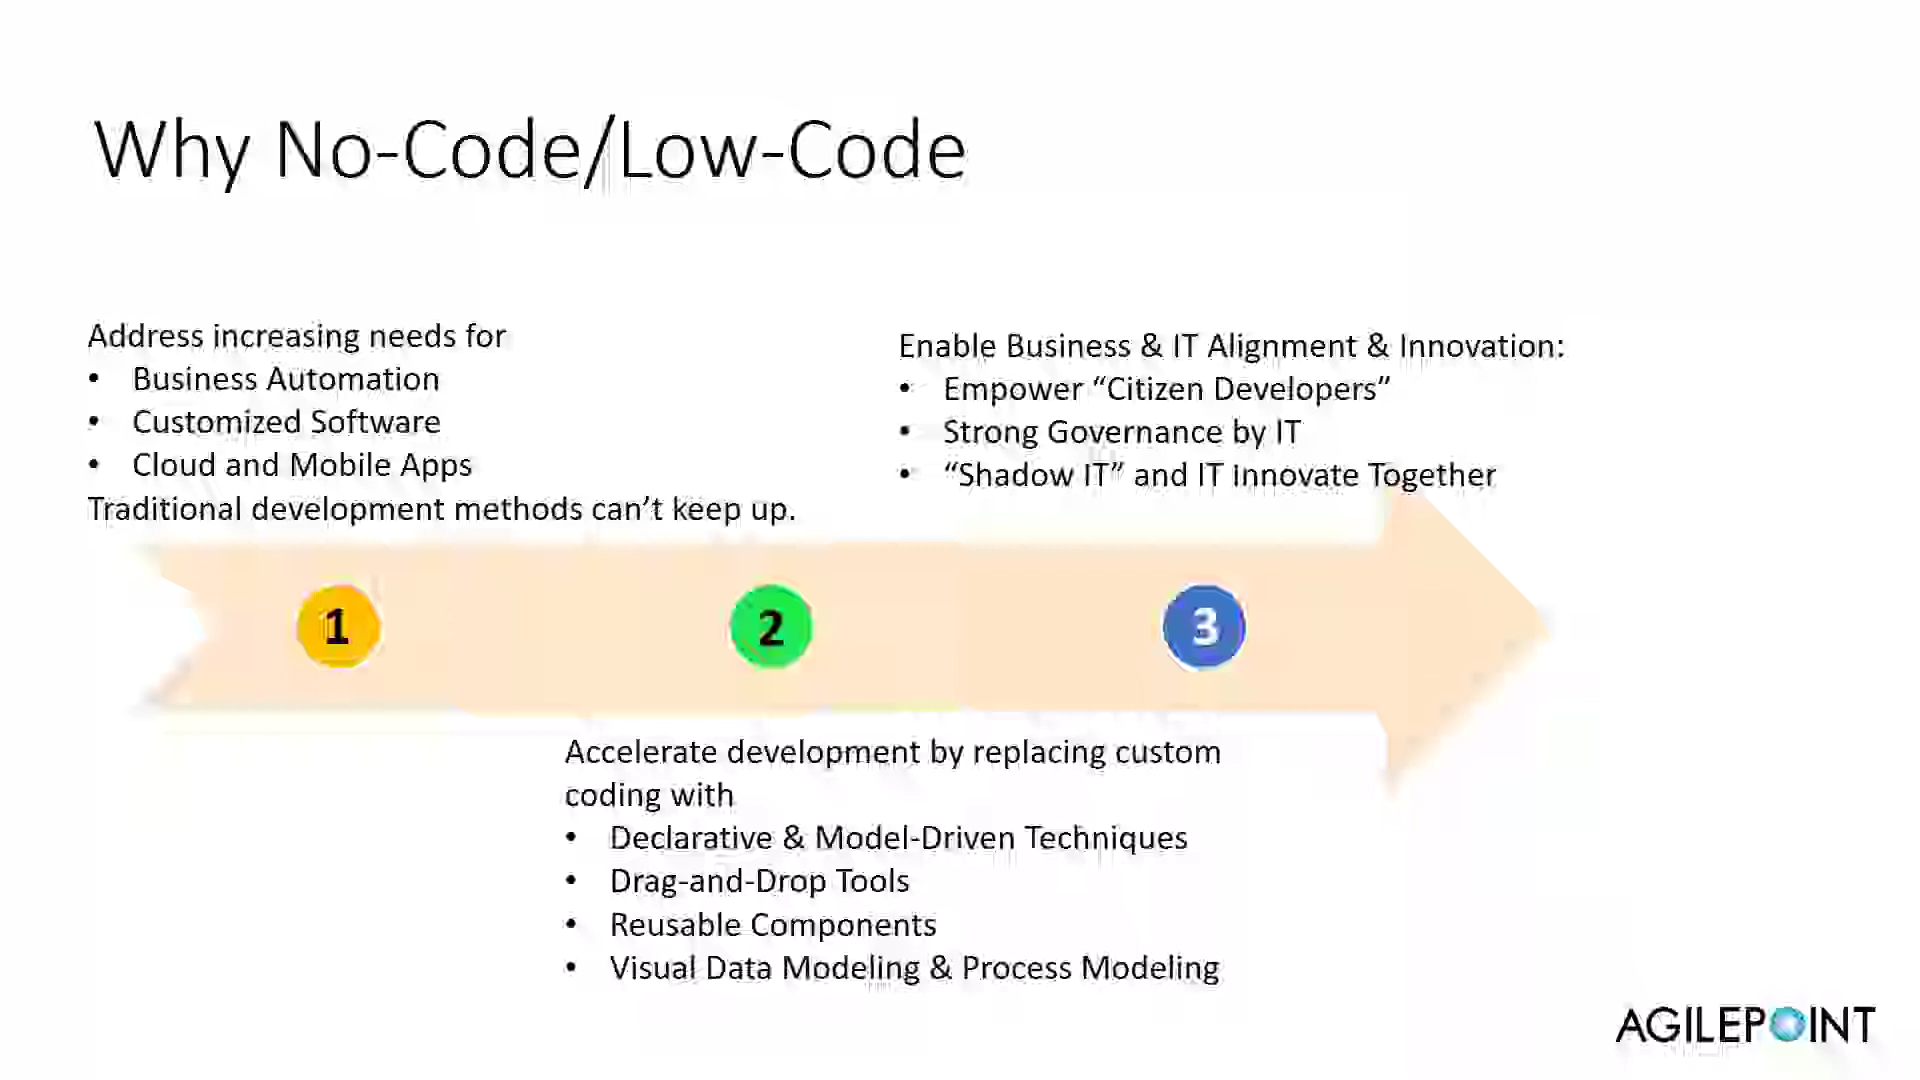 Why No-Code/Low-Code
Address increasing needs for
• Business Automation
• Customized Software
• Cloud and Mobile Apps
Traditional development methods can’t keep up.
Enable Business & IT Alignment & Innovation:
• Empower “Citizen Developers”
• Strong Governance by IT
• “Shadow IT” and IT Innovate Together
1
2
3
Accelerate development by replacing custom
coding with
• Declarative & Model-Driven Techniques
• Drag-and-Drop Tools
• Reusable Components
• Visual Data Modeling & Process Modeling
AGILEPOINT